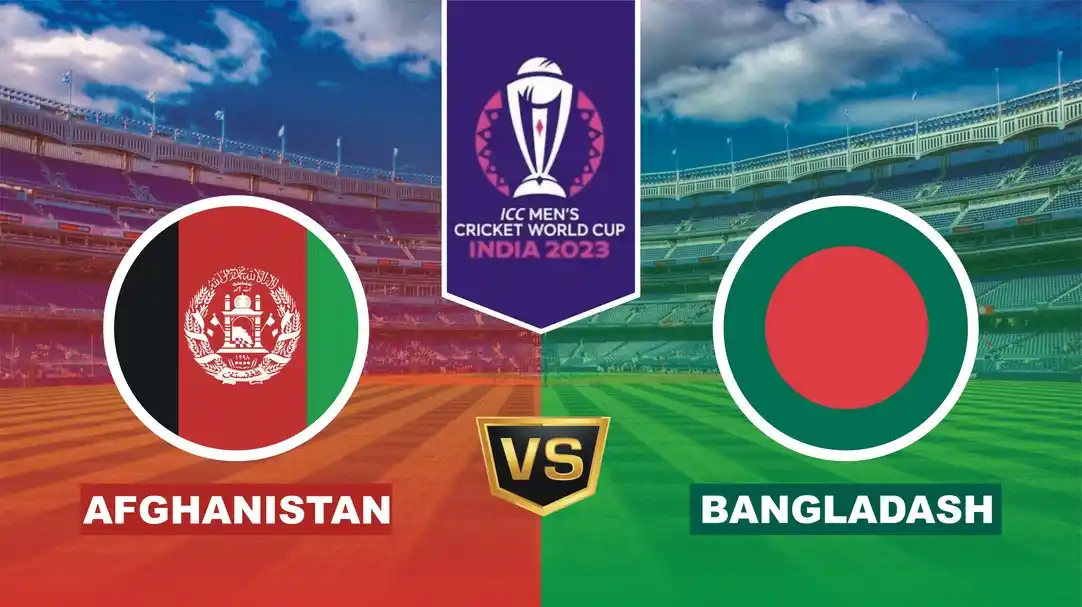 ICC MEN'S
CRICKET WORLD CUP
INDIA 2023
VS
AFGHANISTAN
BANGLADASH